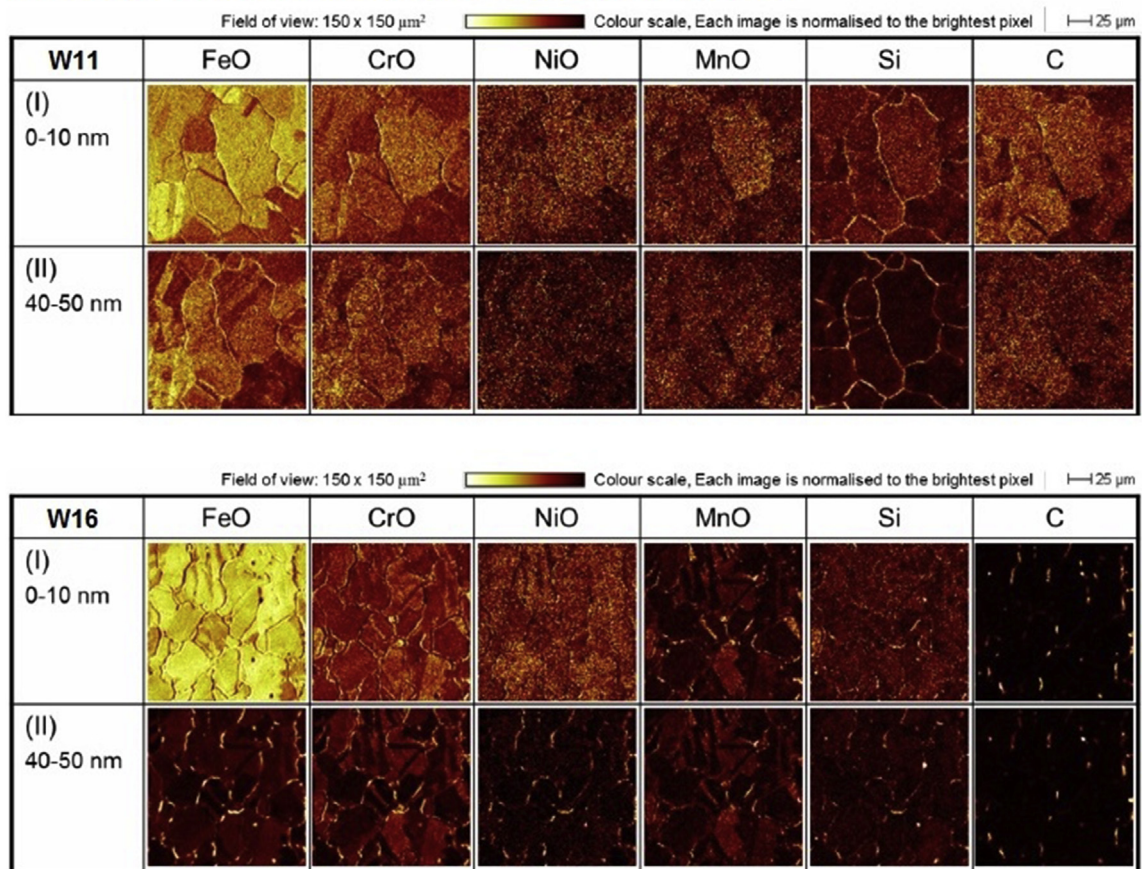 Field of view: 150 x 150 µm² Colour scale, Each image is normalised to the brightest pixel 25 µm
W11 FeO CrO NiO MnO Si C
(I)
0-10 nm
(II)
40-50 nm
Field of view: 150 x 150 µm² Colour scale, Each image is normalised to the brightest pixel 25 µm
W16 FeO CrO NiO MnO Si C
(I)
0-10 nm
(II)
40-50 nm